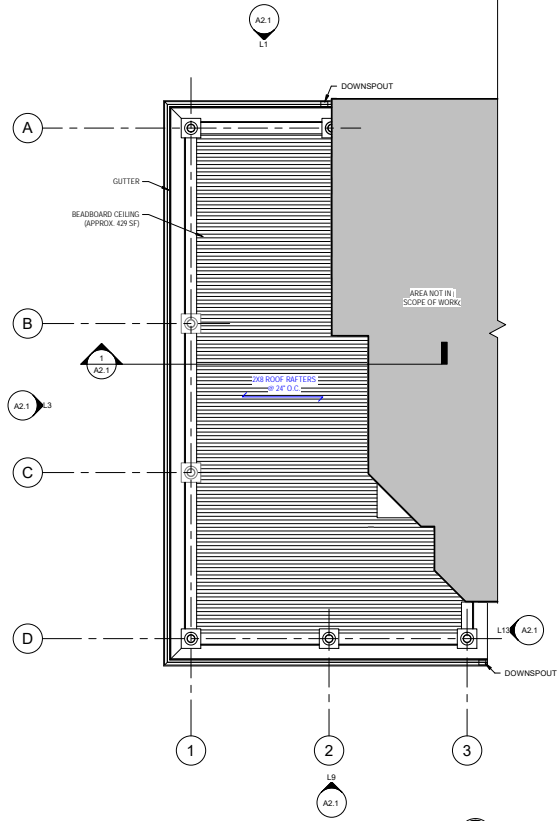 A2.1
L1
DOWNSPOUT
A
GUTTER
BEADBOARD CEILING
(APPROX. 429 SF)
AREA NOT IN
SCOPE OF WORK
B
1
A2.1
2X8 ROOF RAFTERS
@ 24" O.C.
A2.1
L3
C
D
L13
A2.1
DOWNSPOUT
1
2
3
L9
A2.1